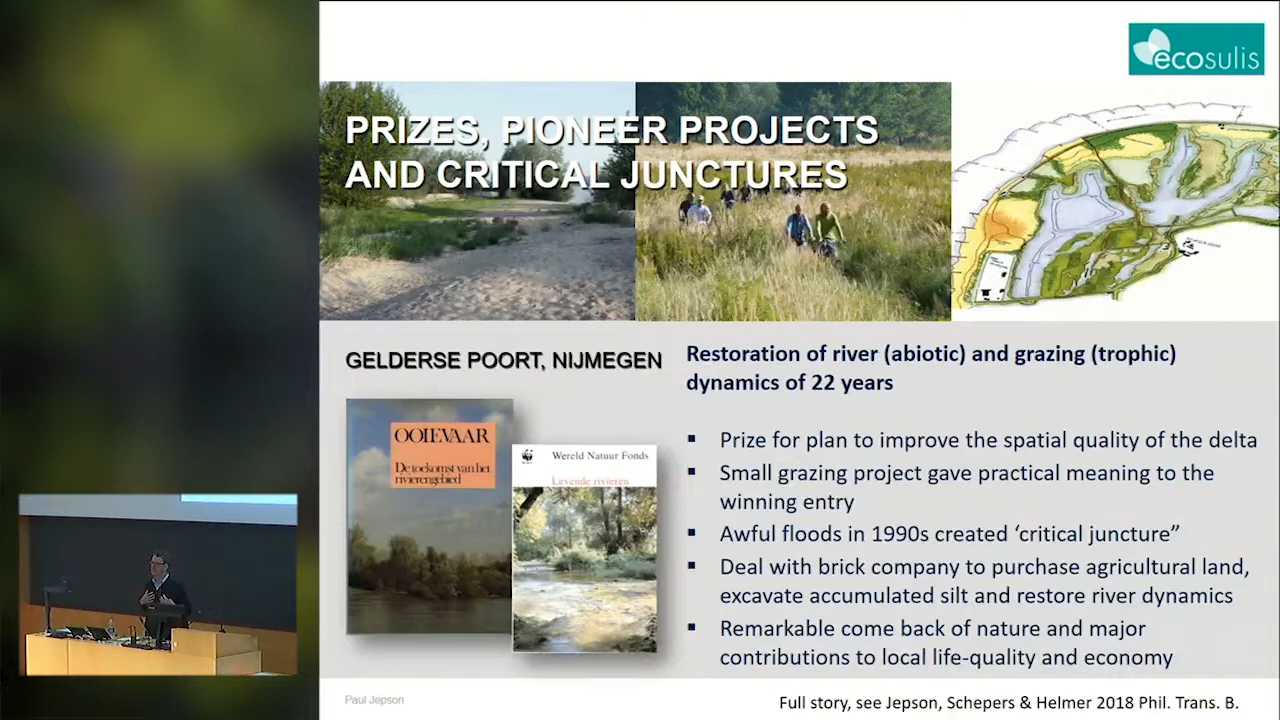 ecosulis
PRIZES, PIONEER PROJECTS
AND CRITICAL JUNCTURES
GELDERSE POORT, NIJMEGEN
OOIEVAAR
De toekomst van het
rivierengebied
Wereld Natuur Fonds
Levende rivieren
Restoration of river (abiotic) and grazing (trophic)
dynamics of 22 years
▪ Prize for plan to improve the spatial quality of the delta
▪ Small grazing project gave practical meaning to the
winning entry
▪ Awful floods in 1990s created ‘critical juncture”
▪ Deal with brick company to purchase agricultural land,
excavate accumulated silt and restore river dynamics
▪ Remarkable come back of nature and major
contributions to local life-quality and economy
Paul Jepson
Full story, see Jepson, Schepers & Helmer 2018 Phil. Trans. B.